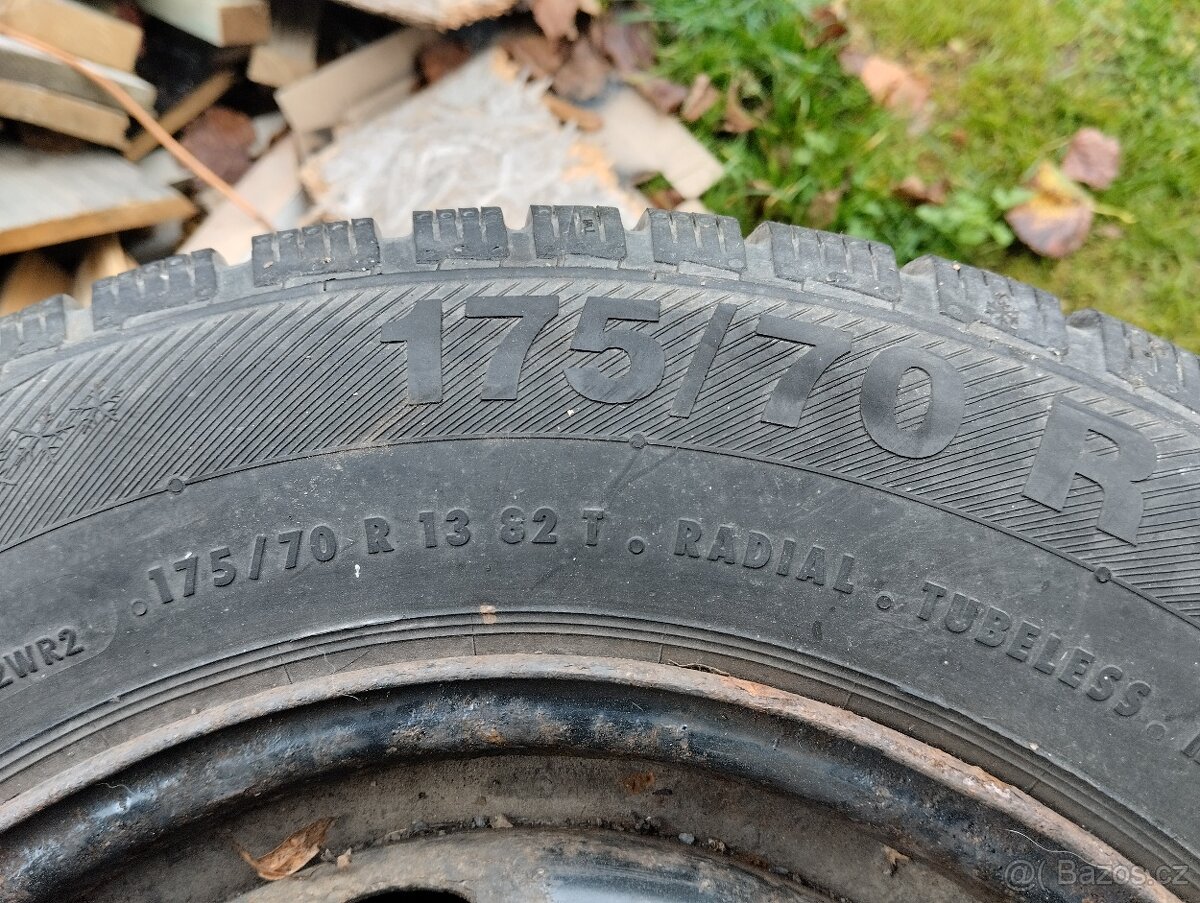 175/70 R
2WR2 .175/70 R 13 82 T . RADIAL . TUBELESS .
© Bazos.cz